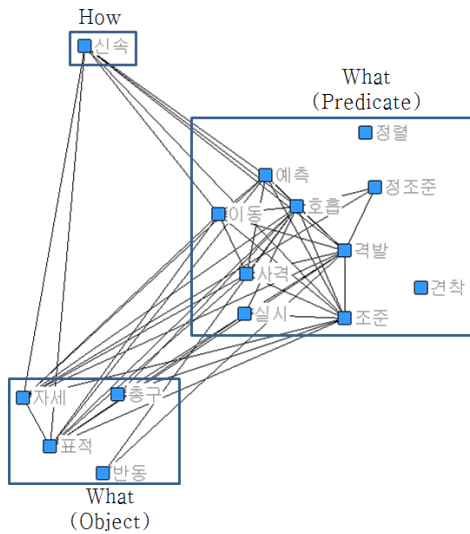 How
신속
What
(Predicate)
정렬
예측
정조준
호흡
이동
격발
사격
견착
실시
조준
자세
총구
표적
반동
What
(Object)